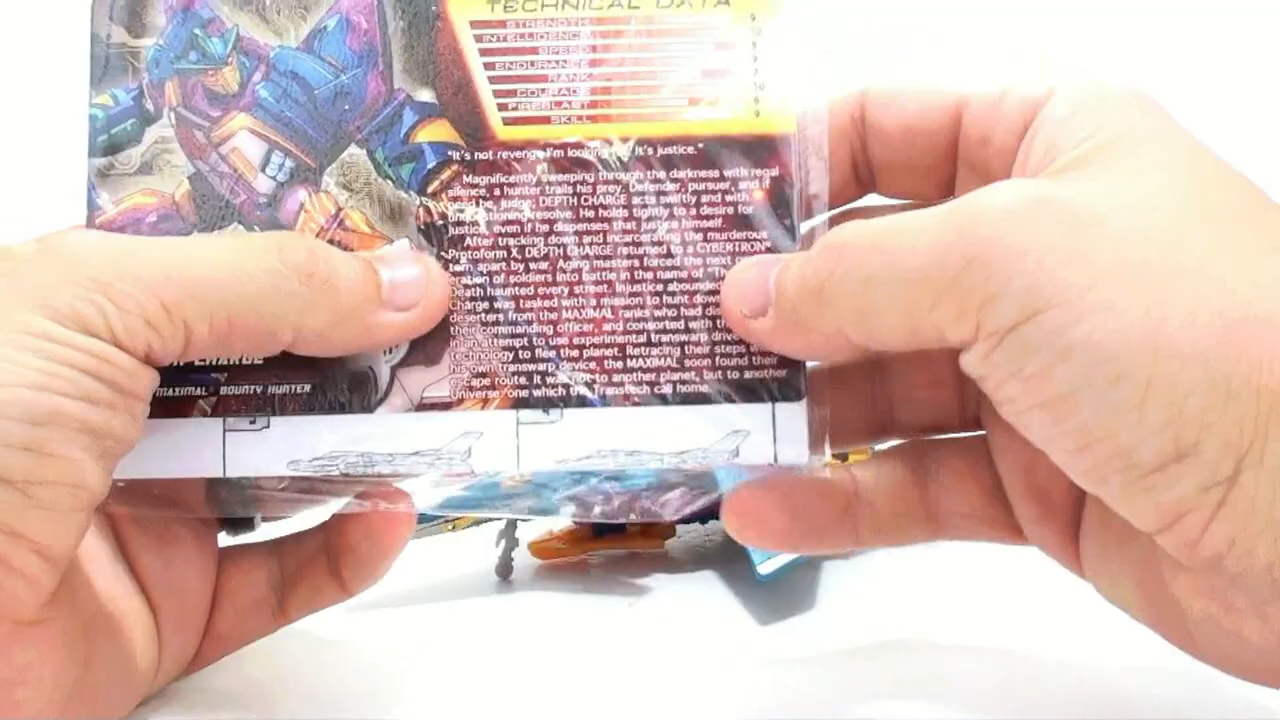 TECHNICAL DATA
STRENGTH
INTELLIGENCE
SPEED
ENDURANCE
RANK
COURAGE
FIREBLAST
SKILL
"It's not revenge I'm looking It's justice."
Magnificently sweeping through the darkness with regal
silence, a hunter trails his prey. Defender, pursuer, and if
need be, judge; DEPTH CHARGE acts swiftly and with
unquestioning resolve. He holds tightly to a desire for
justice, even if he dispenses that justice himself.
After tracking down and incarcerating the murderous
Protoform X, DEPTH CHARGE returned to a CYBERTRON
torn apart by war. Aging masters forced the next
eration of soldiers into battle in the name of
Death haunted every street. Injustice abounded
Charge was tasked with a mission to hunt down
deserters from the MAXIMAL ranks who had
their commanding officer, and consorted with
in an attempt to use experimental transwarp
technology to flee the planet. Retracing their steps
his own transwarp device, the MAXIMAL soon found their
escape route. It was not to another planet, but to another
Universe, one which the Transtech call home.
CHARGE
MAXIMAL BOUNTY HUNTER